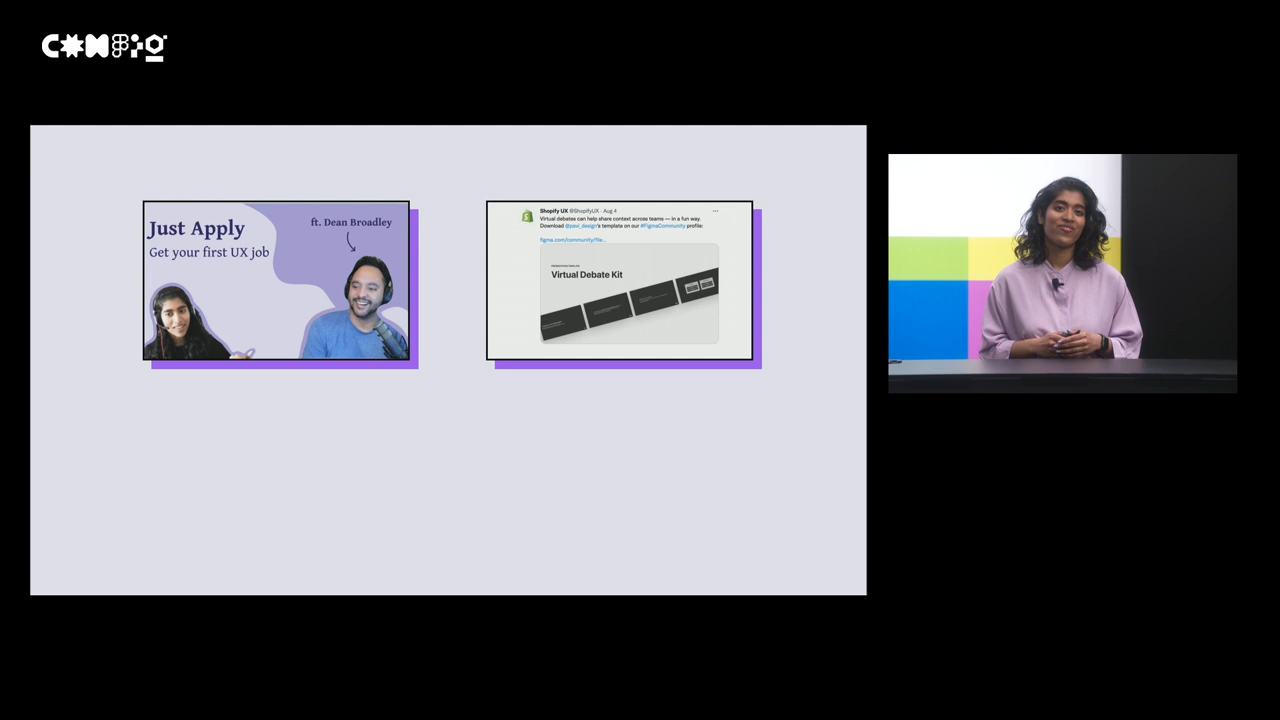 CONFIG
Just Apply
Get your first UX job
ft. Dean Broadley
Shopify UX @ShopifyUX · Aug 4
Virtual debates can help share context across teams — in a fun way.
Download @pavi_design's template on our #FigmaCommunity profile:
figma.com/community/file...
Virtual Debate Kit